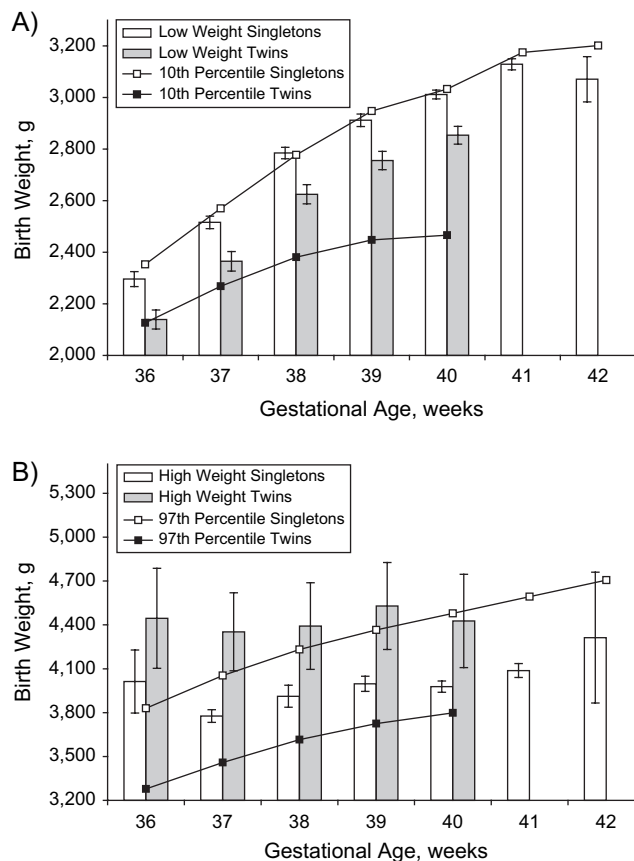 A)
Low Weight Singletons
Low Weight Twins
10th Percentile Singletons
10th Percentile Twins
3,200
3,000
2,800
2,600
2,400
2,200
2,000
Birth Weight, g
36 37 38 39 40 41 42
Gestational Age, weeks
B)
High Weight Singletons
High Weight Twins
97th Percentile Singletons
97th Percentile Twins
5,300
5,000
4,700
4,400
4,100
3,800
3,500
3,200
Birth Weight, g
36 37 38 39 40 41 42
Gestational Age, weeks